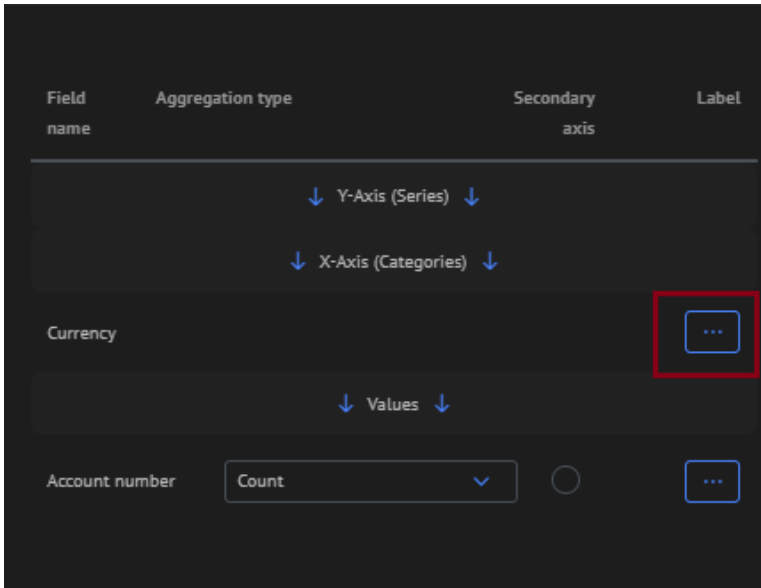 Field name
Aggregation type
Secondary axis
Label
↓ Y-Axis (Series) ↓
↓ X-Axis (Categories) ↓
Currency
...
↓ Values ↓
Account number
Count
...